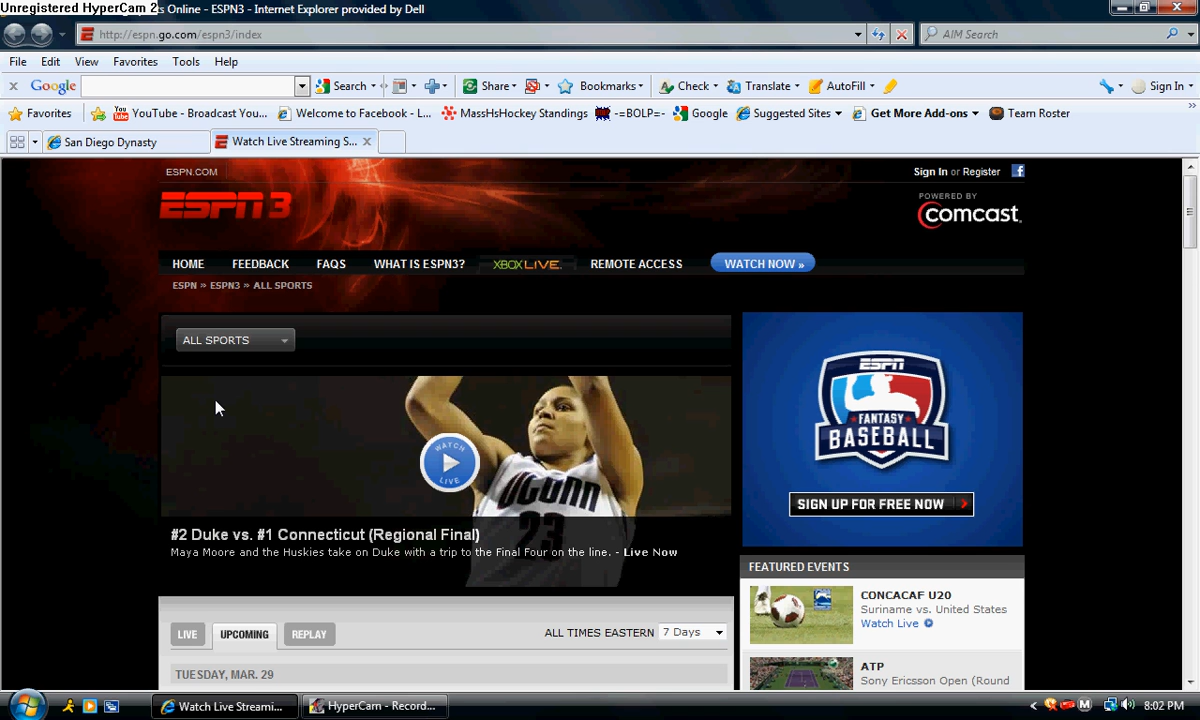 Unregistered HyperCam 2
ts Online - ESPN3 - Internet Explorer provided by Dell
http://espn.go.com/espn3/index
AIM Search
File Edit View Favorites Tools Help
Google Search Share Bookmarks Check Translate AutoFill Sign In
Favorites YouTube - Broadcast You... Welcome to Facebook - L... MassHsHockey Standings -=BOLP=- Google Suggested Sites Get More Add-ons Team Roster
San Diego Dynasty Watch Live Streaming S...
ESPN.COM
Sign In or Register
ESPN3
POWERED BY
comcast.
HOME FEEDBACK FAQS WHAT IS ESPN3? XBOX LIVE. REMOTE ACCESS WATCH NOW »
ESPN » ESPN3 » ALL SPORTS
ALL SPORTS
WATCH
LIVE
UCONN
23
#2 Duke vs. #1 Connecticut (Regional Final)
Maya Moore and the Huskies take on Duke with a trip to the Final Four on the line. - Live Now
ESPN
FANTASY
BASEBALL
SIGN UP FOR FREE NOW
FEATURED EVENTS
CONCACAF U20
Suriname vs. United States
Watch Live
ATP
Sony Ericsson Open (Round
LIVE UPCOMING REPLAY ALL TIMES EASTERN 7 Days
TUESDAY, MAR. 29
Watch Live Streami... HyperCam - Record... 8:02 PM